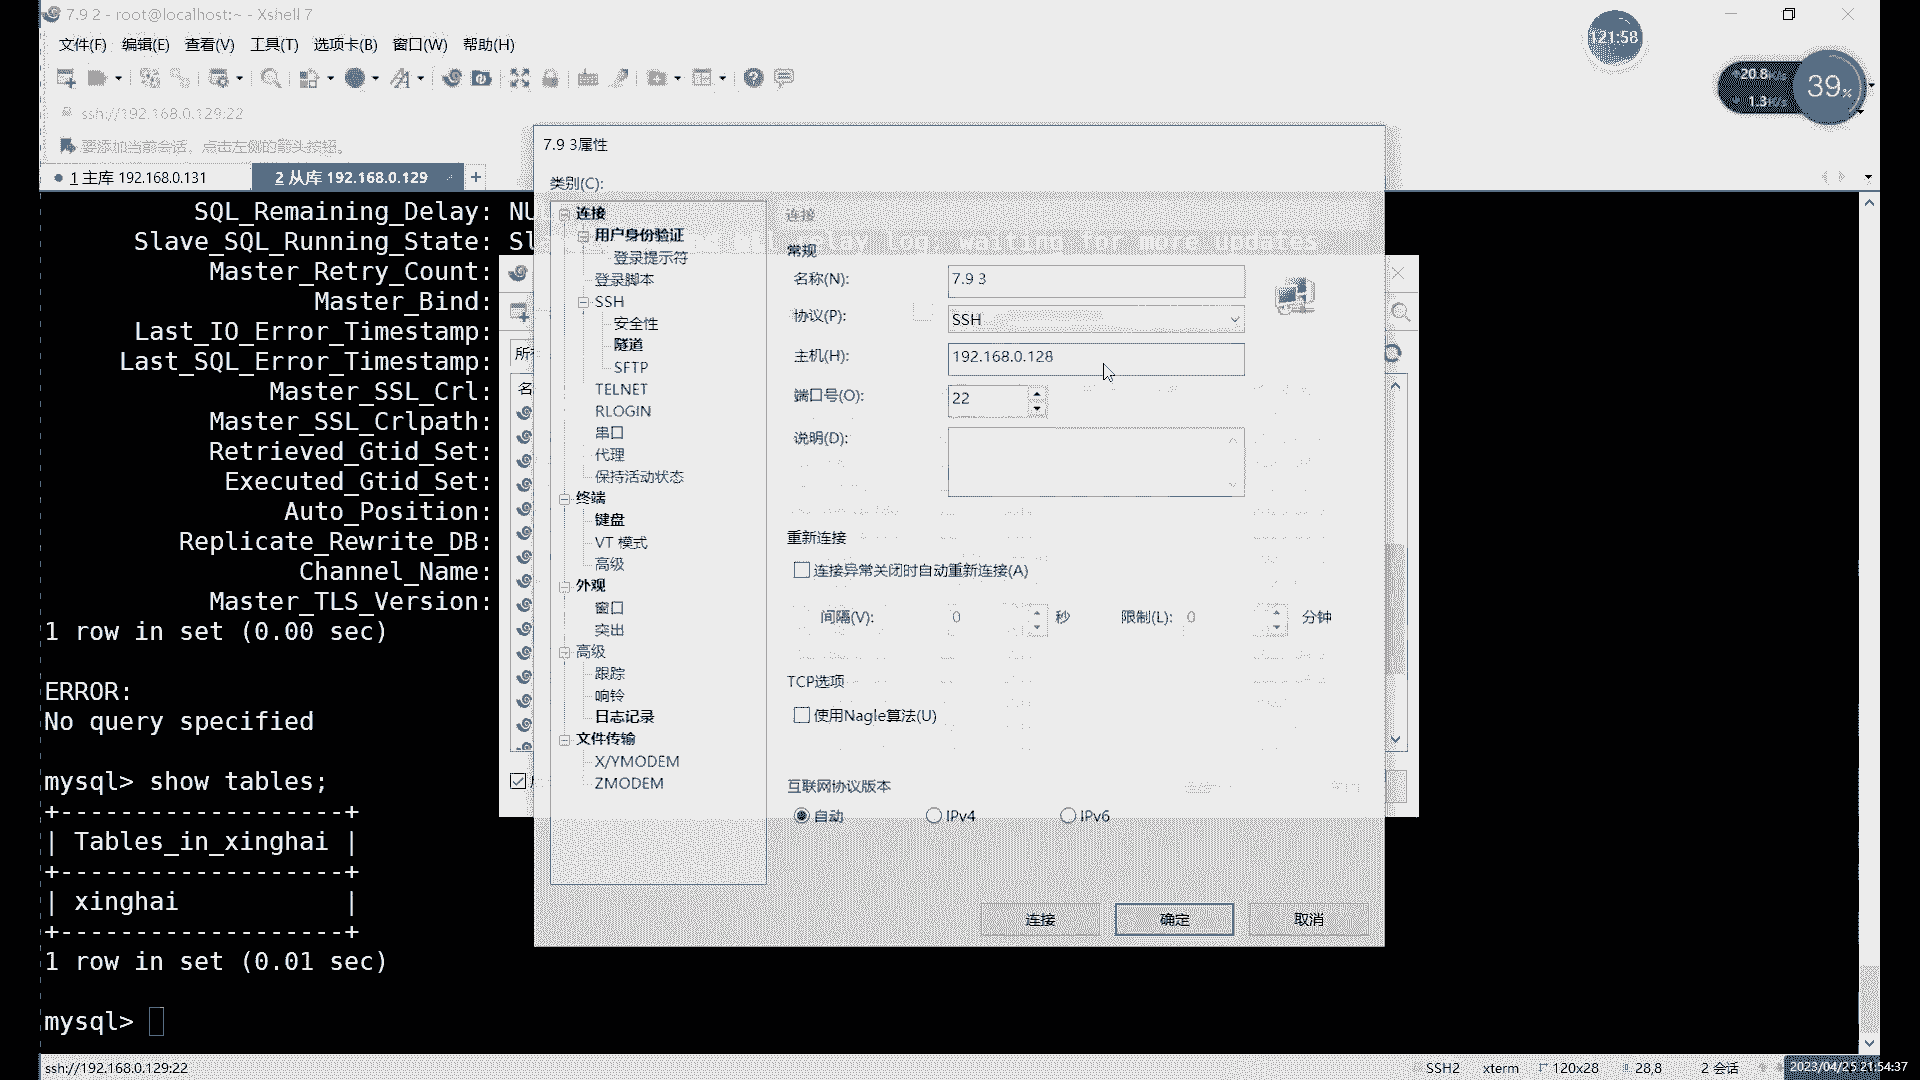 7.9 2 - root@localhost:~ - Xshell 7
文件(F) 编辑(E) 查看(V) 工具(T) 选项卡(B) 窗口(W) 帮助(H)
121:58
20.8K/s
1.3K/s
39%
ssh://192.168.0.129:22
要添加当前会话，点击左侧的箭头按钮。
1 主库 192.168.0.131
2 从库 192.168.0.129
+
7.9 3属性
类别(C):
连接
用户身份验证
登录提示符
登录脚本
SSH
安全性
隧道
SFTP
TELNET
RLOGIN
串口
代理
保持活动状态
终端
键盘
VT 模式
高级
外观
窗口
突出
高级
跟踪
响铃
日志记录
文件传输
X/YMODEM
ZMODEM
连接
常规
名称(N): 7.9 3
协议(P): SSH
主机(H): 192.168.0.128
端口号(O): 22
说明(D):
重新连接
连接异常关闭时自动重新连接(A)
间隔(V): 0 秒 限制(L): 0 分钟
TCP选项
使用Nagle算法(U)
互联网协议版本
自动 IPv4 IPv6
连接 确定 取消
SQL_Remaining_Delay: NU
Slave_SQL_Running_State: Sl
relay log; waiting for more updates
Master_Retry_Count:
Master_Bind:
Last_IO_Error_Timestamp:
Last_SQL_Error_Timestamp:
Master_SSL_Crl:
Master_SSL_Crlpath:
Retrieved_Gtid_Set:
Executed_Gtid_Set:
Auto_Position:
Replicate_Rewrite_DB:
Channel_Name:
Master_TLS_Version:
1 row in set (0.00 sec)
ERROR:
No query specified
mysql> show tables;
+-------------------+
| Tables_in_xinghai |
+-------------------+
| xinghai           |
+-------------------+
1 row in set (0.01 sec)
mysql>
ssh://192.168.0.129:22
SSH2
xterm
120x28
28,8
2 会话
2023/04/25 21:54:37